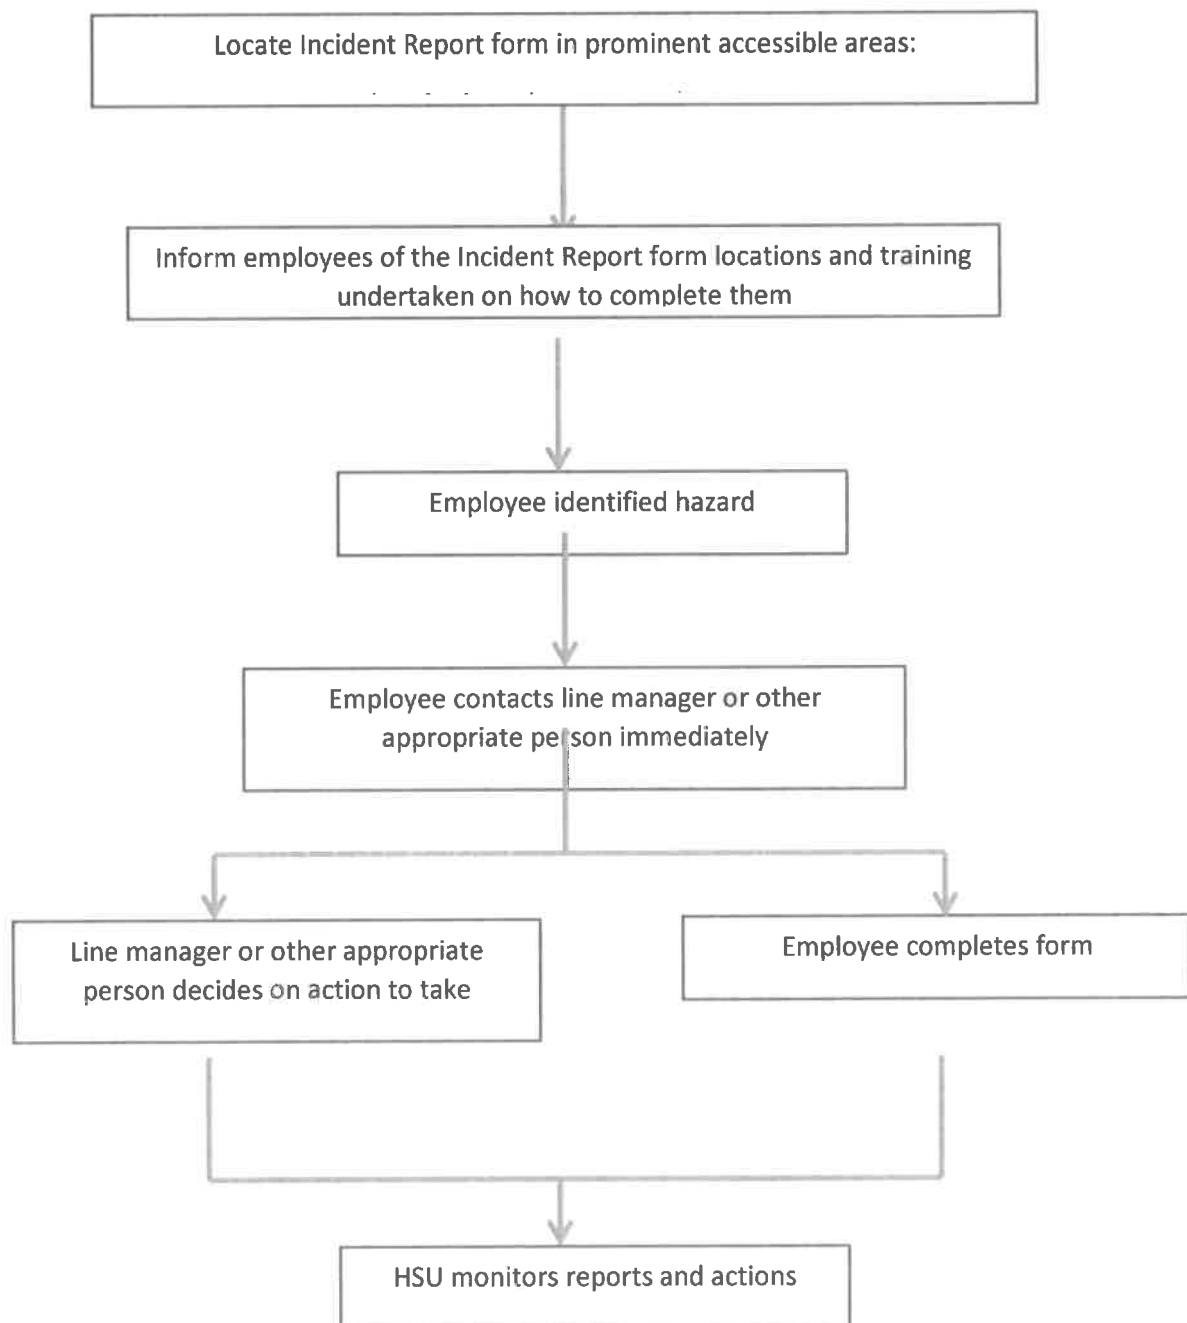 Locate Incident Report form in prominent accessible areas:
Inform employees of the Incident Report form locations and training
undertaken on how to complete them
Employee identified hazard
Employee contacts line manager or other
appropriate person immediately
Line manager or other appropriate
person decides on action to take
Employee completes form
HSU monitors reports and actions